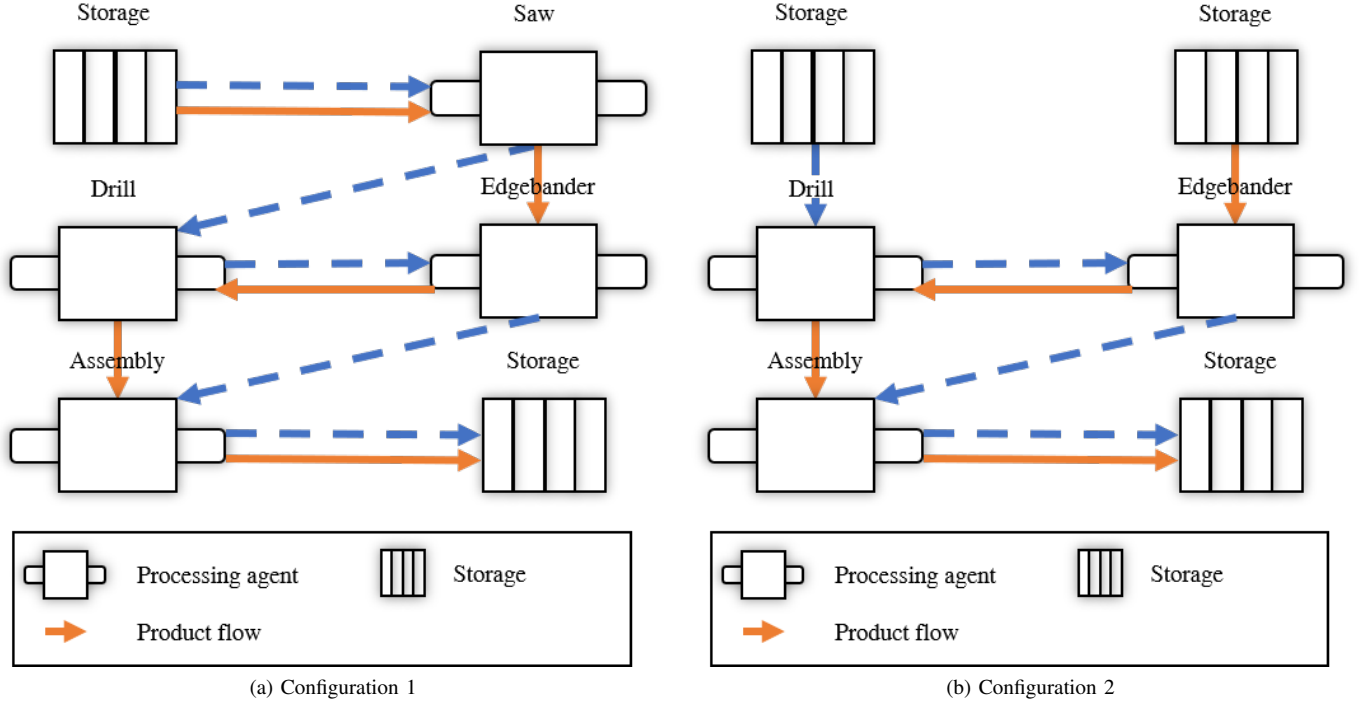 Storage
Saw
Drill
Edgebander
Assembly
Storage
Processing agent
Storage
Product flow
(a) Configuration 1
Storage
Storage
Drill
Edgebander
Assembly
Storage
Processing agent
Storage
Product flow
(b) Configuration 2